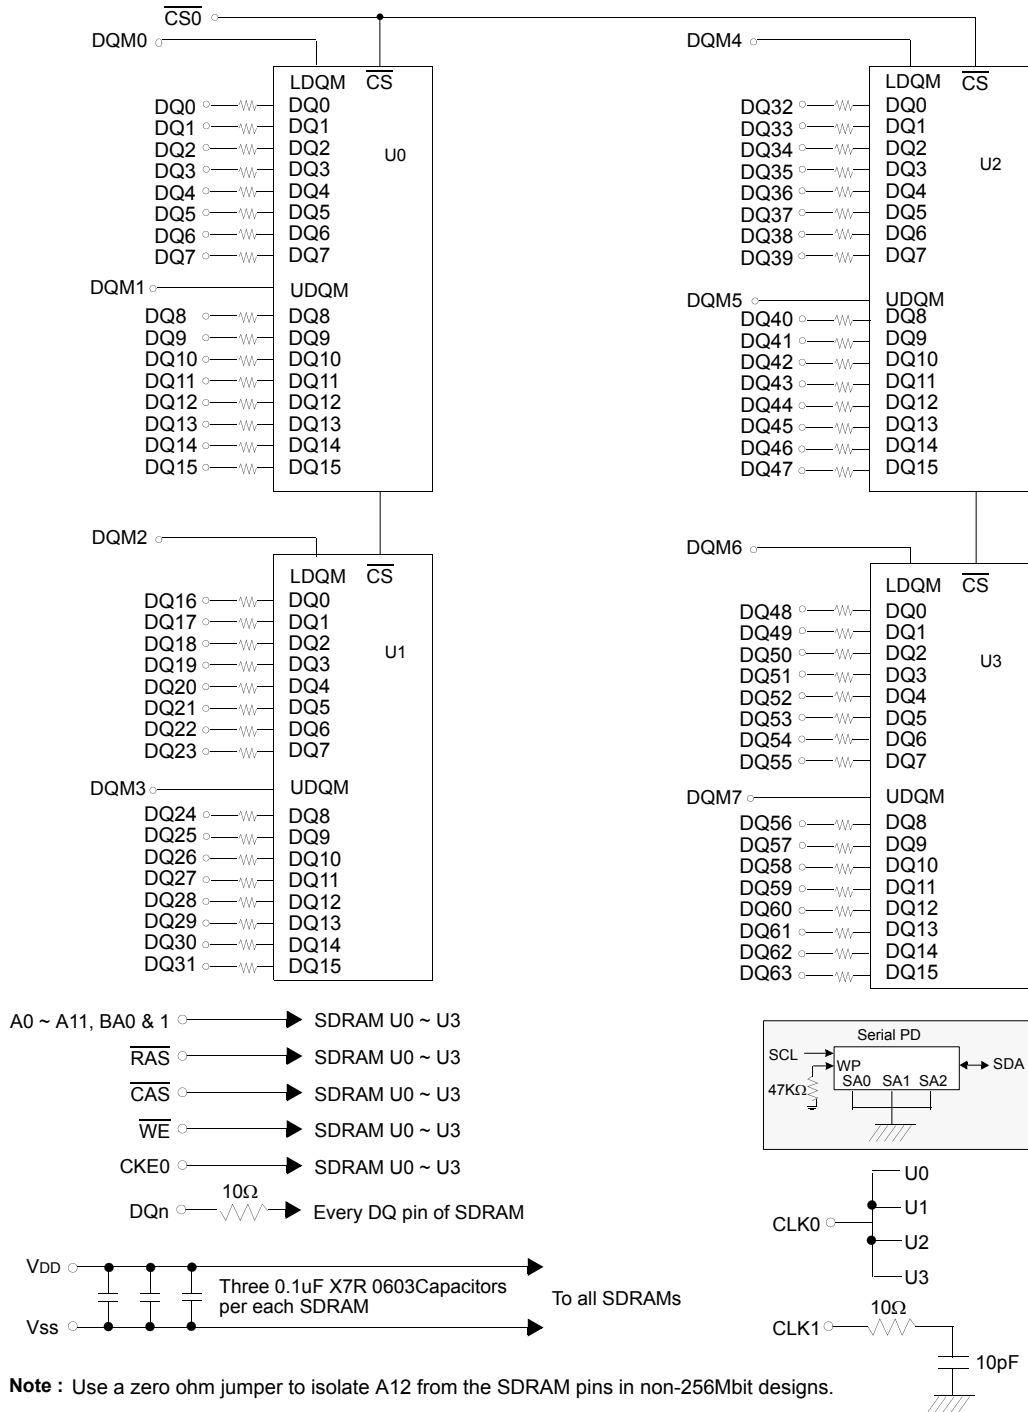 CS0
DQM0
LDQM CS
DQ0 DQ0
DQ1 DQ1
DQ2 DQ2
U0
DQ3 DQ3
DQ4 DQ4
DQ5 DQ5
DQ6 DQ6
DQ7 DQ7
DQM1 UDQM
DQ8 DQ8
DQ9 DQ9
DQ10 DQ10
DQ11 DQ11
DQ12 DQ12
DQ13 DQ13
DQ14 DQ14
DQ15 DQ15
DQM4
LDQM CS
DQ32 DQ0
DQ33 DQ1
DQ34 DQ2
U2
DQ35 DQ3
DQ36 DQ4
DQ37 DQ5
DQ38 DQ6
DQ39 DQ7
DQM5 UDQM
DQ40 DQ8
DQ41 DQ9
DQ42 DQ10
DQ43 DQ11
DQ44 DQ12
DQ45 DQ13
DQ46 DQ14
DQ47 DQ15
DQM2
LDQM CS
DQ16 DQ0
DQ17 DQ1
DQ18 DQ2
U1
DQ19 DQ3
DQ20 DQ4
DQ21 DQ5
DQ22 DQ6
DQ23 DQ7
DQM3 UDQM
DQ24 DQ8
DQ25 DQ9
DQ26 DQ10
DQ27 DQ11
DQ28 DQ12
DQ29 DQ13
DQ30 DQ14
DQ31 DQ15
DQM6
LDQM CS
DQ48 DQ0
DQ49 DQ1
DQ50 DQ2
U3
DQ51 DQ3
DQ52 DQ4
DQ53 DQ5
DQ54 DQ6
DQ55 DQ7
DQM7 UDQM
DQ56 DQ8
DQ57 DQ9
DQ58 DQ10
DQ59 DQ11
DQ60 DQ12
DQ61 DQ13
DQ62 DQ14
DQ63 DQ15
A0 ~ A11, BA0 & 1 SDRAM U0 ~ U3
RAS SDRAM U0 ~ U3
CAS SDRAM U0 ~ U3
WE SDRAM U0 ~ U3
CKE0 SDRAM U0 ~ U3
10Ω
DQn Every DQ pin of SDRAM
VDD
Three 0.1uF X7R 0603Capacitors
per each SDRAM
To all SDRAMs
Vss
Serial PD
SCL
WP
SDA
47KΩ
SA0 SA1 SA2
U0
U1
CLK0
U2
U3
10Ω
CLK1
10pF
Note : Use a zero ohm jumper to isolate A12 from the SDRAM pins in non-256Mbit designs.